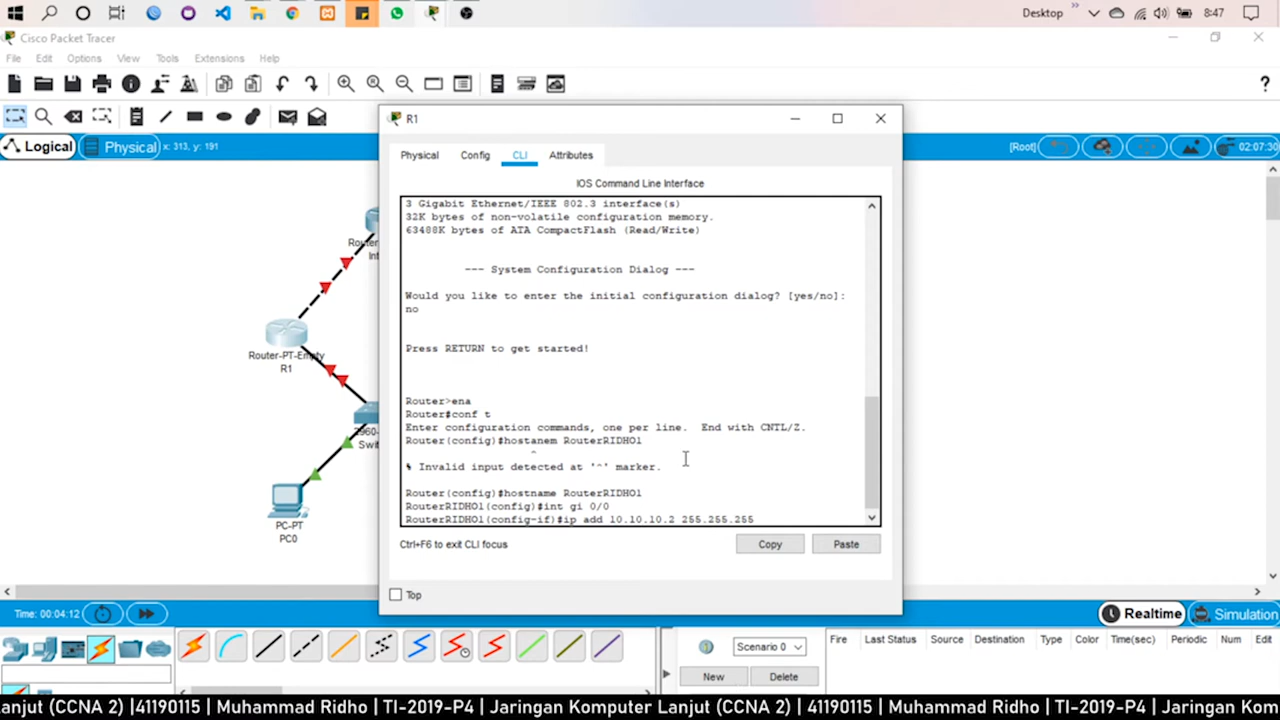 Desktop
8:47
Cisco Packet Tracer
File Edit Options View Tools Extensions Help
?
Logical Physical x: 313, y: 191 [Root] 02:07:30
R1
Physical Config CLI Attributes
IOS Command Line Interface
3 Gigabit Ethernet/IEEE 802.3 interface(s)
32K bytes of non-volatile configuration memory.
63488K bytes of ATA CompactFlash (Read/Write)
--- System Configuration Dialog ---
Would you like to enter the initial configuration dialog? [yes/no]:
no
Press RETURN to get started!
Router>ena
Router#conf t
Enter configuration commands, one per line. End with CNTL/Z.
Router(config)#hostanem RouterRIDHO1
^
% Invalid input detected at '^' marker.
Router(config)#hostname RouterRIDHO1
RouterRIDHO1(config)#int gi 0/0
RouterRIDHO1(config-if)#ip add 10.10.10.2 255.255.255
Ctrl+F6 to exit CLI focus
Copy Paste
Top
Router-PT-Empty
R1
Swit
PC-PT
PC0
Time: 00:04:12
Realtime Simulation
Scenario 0
New Delete
Fire Last Status Source Destination Type Color Time(sec) Periodic Num Edit
Lanjut (CCNA 2) |41190115 | Muhammad Ridho | TI-2019-P4 | Jaringan Komputer Lanjut (CCNA 2) | 41190115 | Muhammad Ridho | TI-2019-P4 | Jaringan Kom